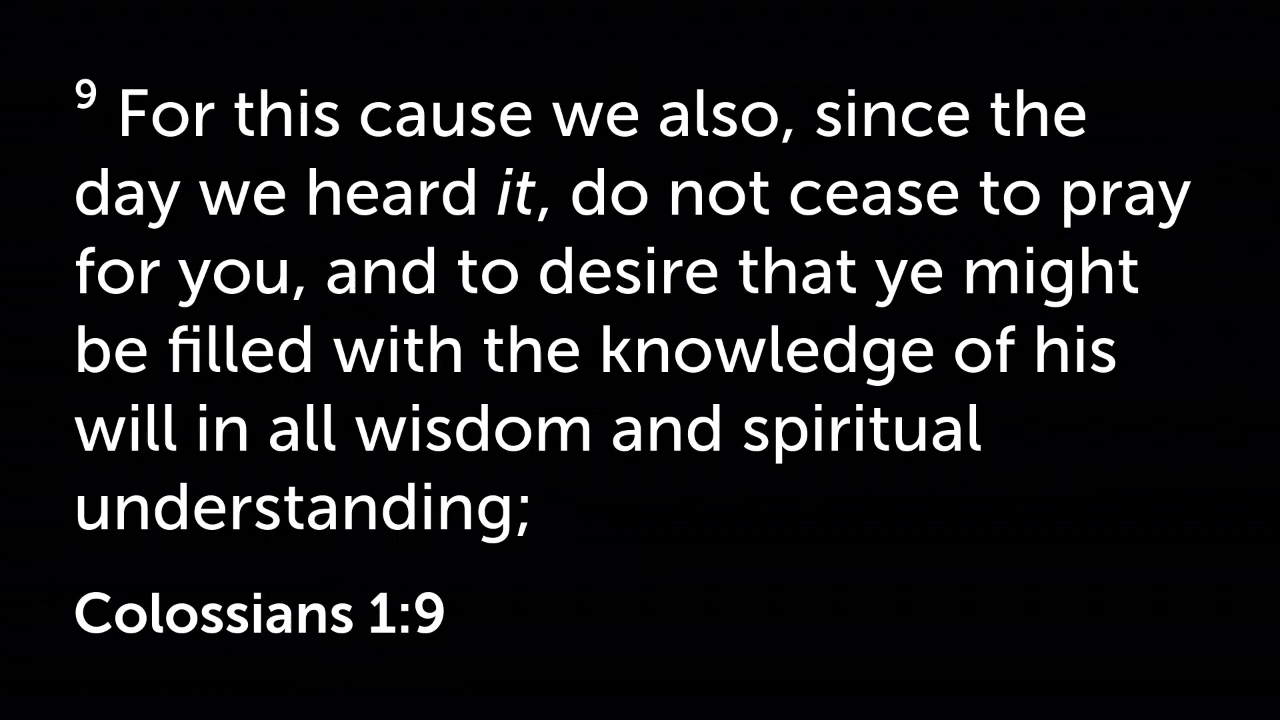 9 For this cause we also, since the
day we heard it, do not cease to pray
for you, and to desire that ye might
be filled with the knowledge of his
will in all wisdom and spiritual
understanding;
Colossians 1:9